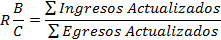 R B/C = ∑ Ingresos Actualizados / ∑ Egresos Actualizados